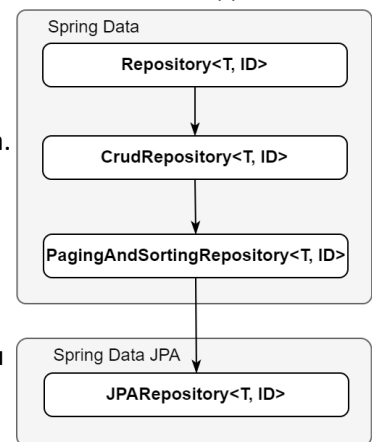 Spring Data
Repository<T, ID>
CrudRepository<T, ID>
PagingAndSortingRepository<T, ID>
Spring Data JPA
JPARepository<T, ID>